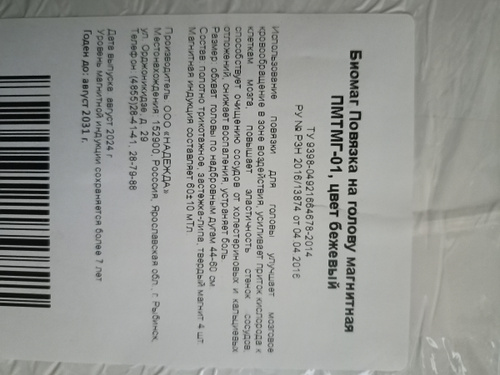 Биомаг Повязка на голову магнитная
ПМТМГ-01, цвет бежевый
ТУ 9398-04921664678-2014
РУ № РЗН 2016/13874 от 04.04.2016
Использование повязки для головы улучшает мозговое
кровообращение в зоне воздействия, усиливает приток кислорода к
клеткам мозга, повышает эластичность стенок сосудов,
способствует очищению сосудов от холестериновых и кальциевых
отложений, снижает воспаления, устраняет боль.
Размер: обхват головы по надбровным дугам 44-60 см
Состав: полотно трикотажное, застежка-липа, твердый магнит 4 шт.
Магнитная индукция составляет 60±10 мТл
Производитель: ООО «НАДЕЖДА»
Местонахождения: 152900, Россия, Ярославская обл., г. Рыбинск,
ул. Орджоникидзе д. 29
Телефон: (4855)28-41-41, 28-79-88
Дата выпуска: август 2024 г.
Уровень магнитной индукции сохраняется более 7 лет
Годен до: август 2031 г.